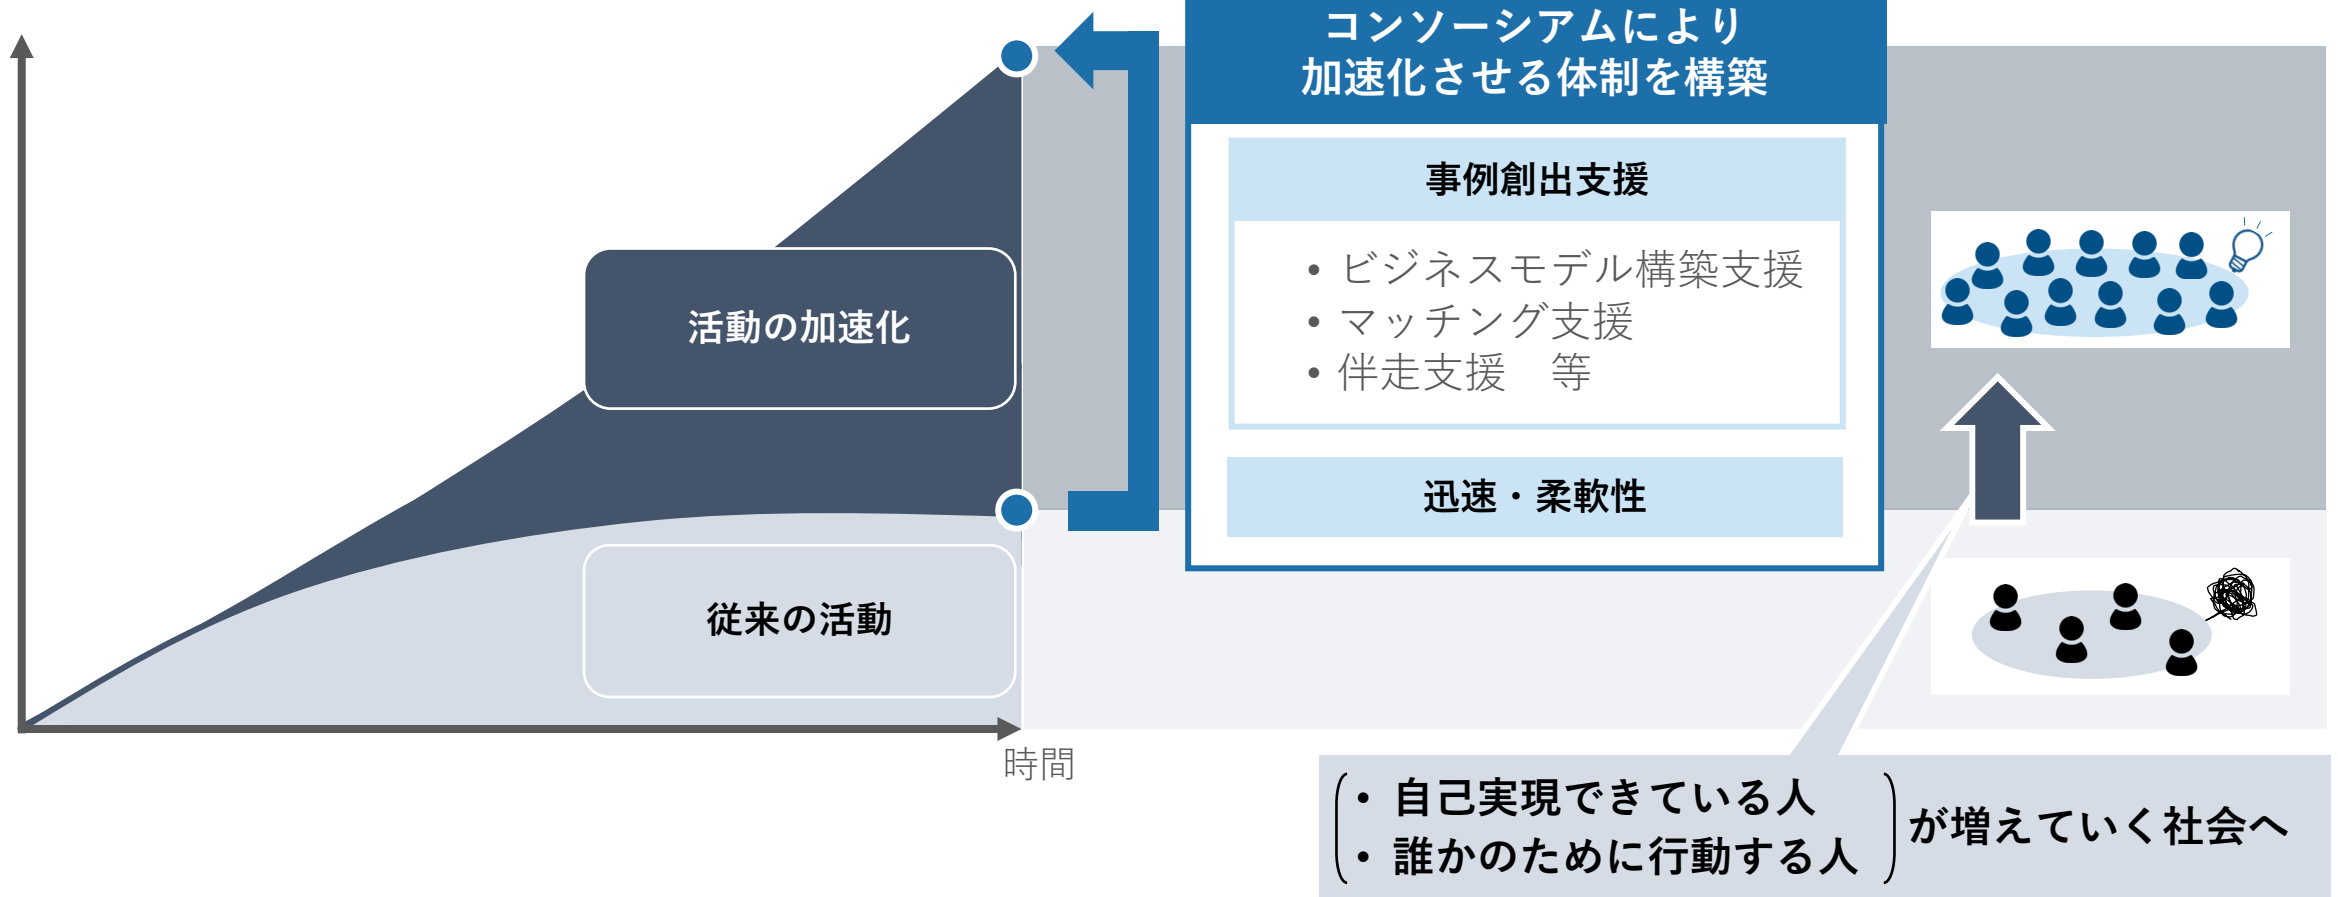 コンソーシアムにより
加速化させる体制を構築
事例創出支援
• ビジネスモデル構築支援
• マッチング支援
• 伴走支援　等
迅速・柔軟性
活動の加速化
従来の活動
時間
• 自己実現できている人
• 誰かのために行動する人
が増えていく社会へ